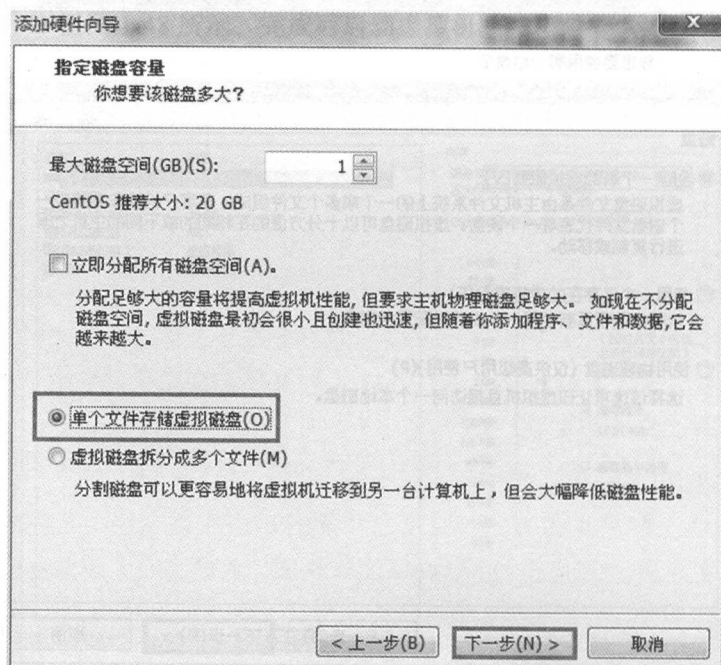 添加硬件向导
指定磁盘容量
你想要该磁盘多大？
最大磁盘空间(GB)(S):
1
CentOS 推荐大小: 20 GB
立即分配所有磁盘空间(A)。
分配足够大的容量将提高虚拟机性能, 但要求主机物理磁盘足够大。 如现在不分配
磁盘空间, 虚拟磁盘最初会很小且创建也迅速, 但随着你添加程序、文件和数据,它会
越来越大。
单个文件存储虚拟磁盘(O)
虚拟磁盘拆分成多个文件(M)
分割磁盘可以更容易地将虚拟机迁移到另一台计算机上，但会大幅降低磁盘性能。
< 上一步(B)
下一步(N) >
取消